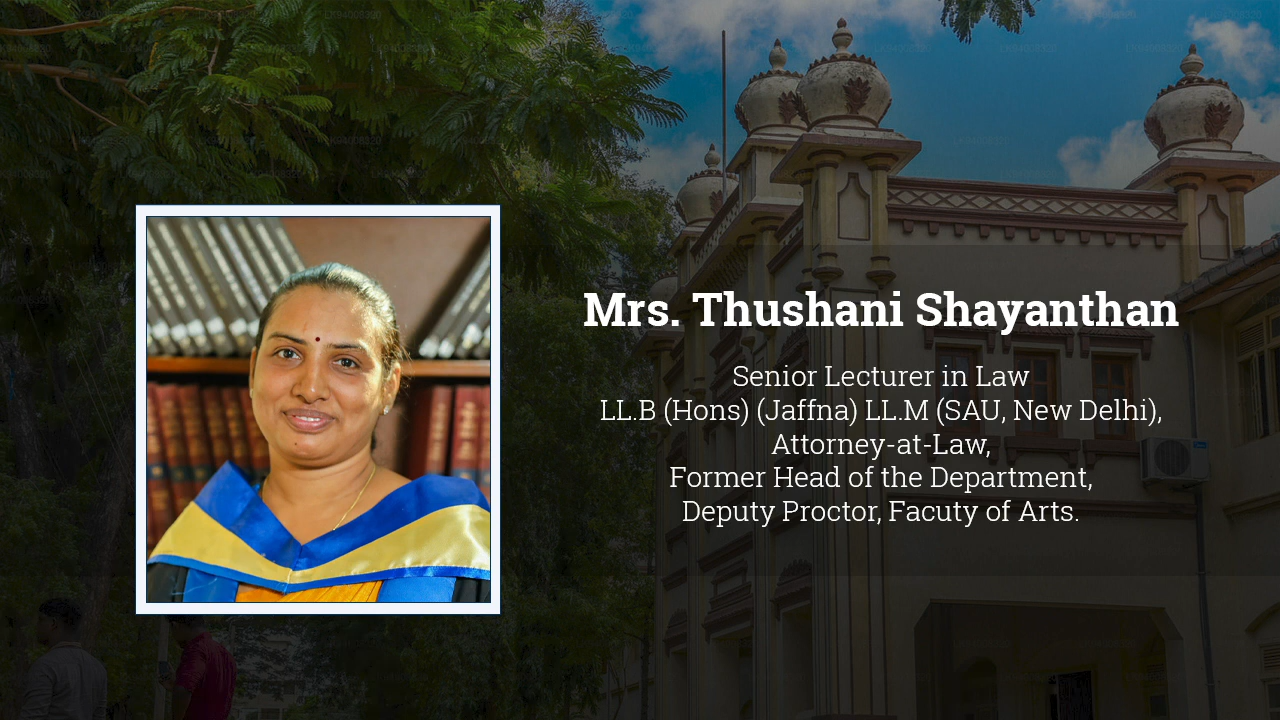 Mrs. Thushani Shayanthan
Senior Lecturer in Law
LL.B (Hons) (Jaffna) LL.M (SAU, New Delhi),
Attorney-at-Law,
Former Head of the Department,
Deputy Proctor, Facuty of Arts.